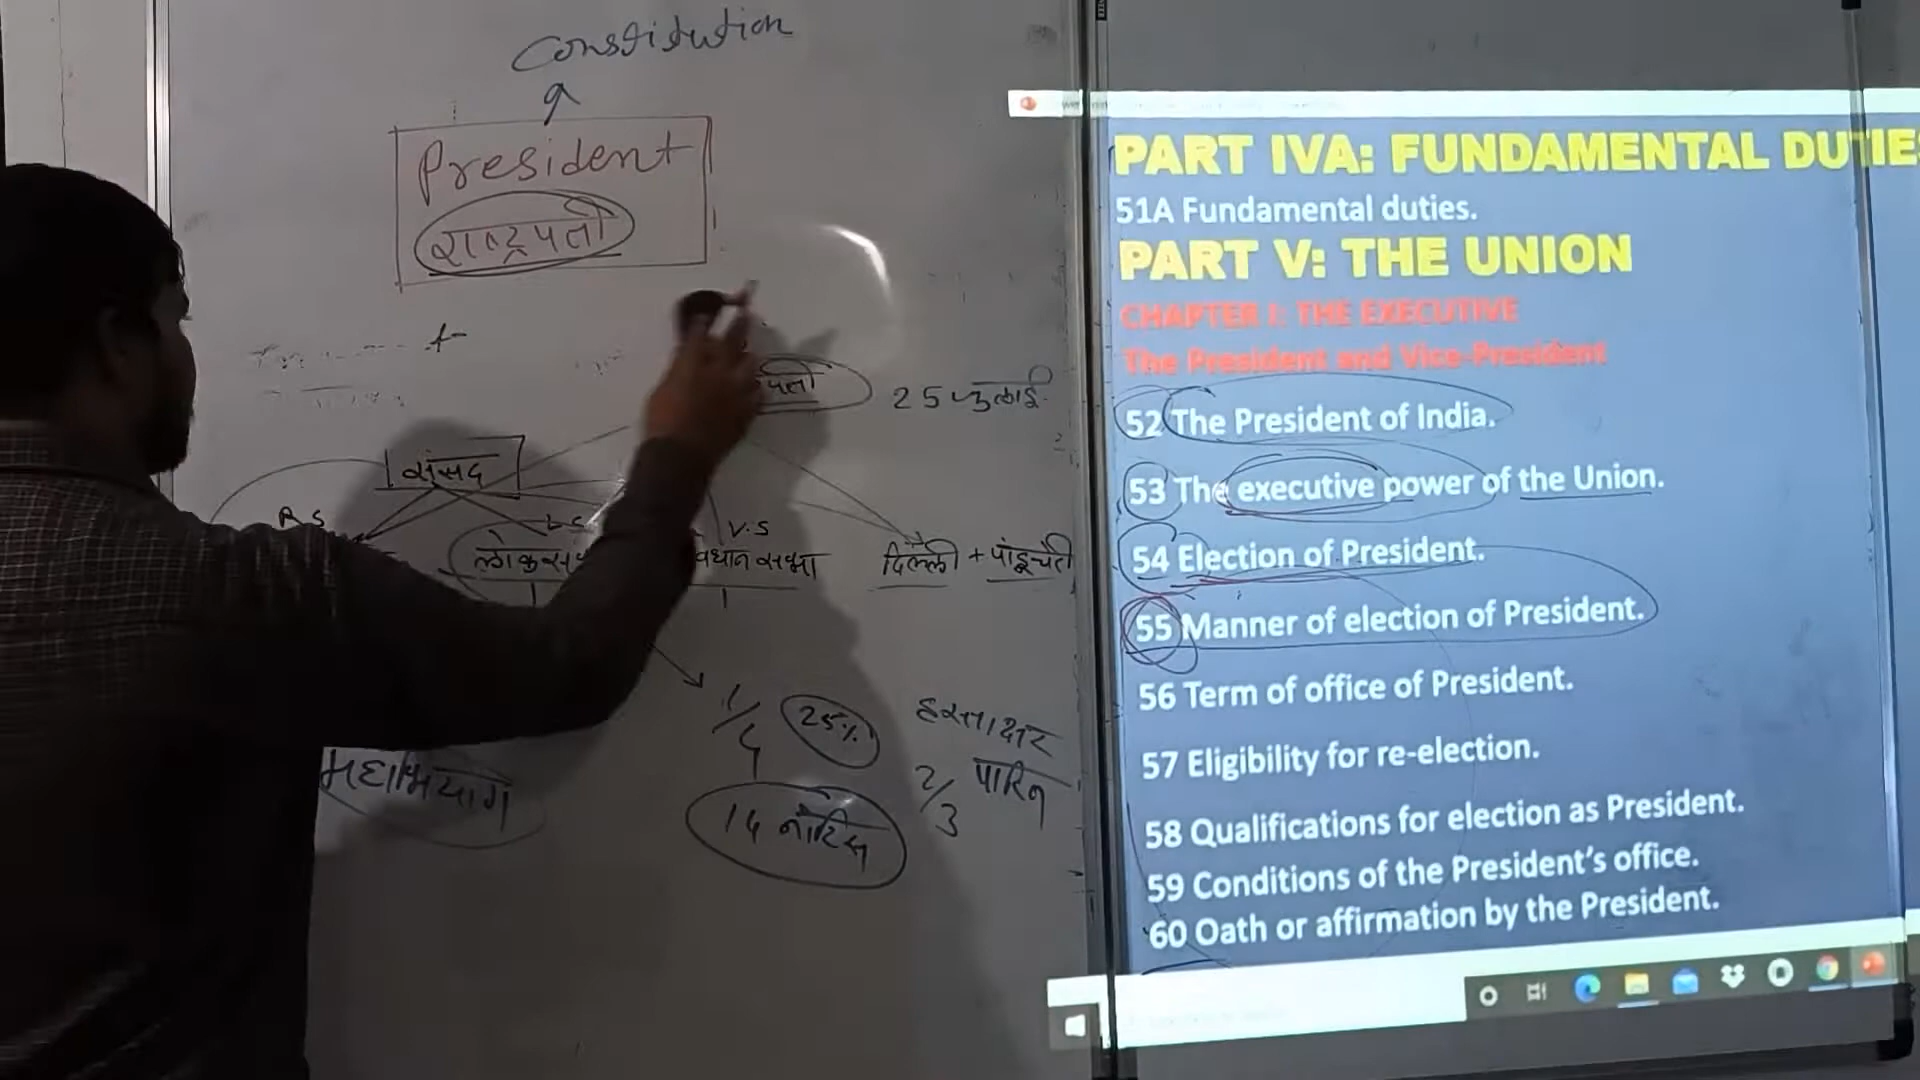 Constitution
President
राष्ट्रपती
25 जुलाई
संसद
R S
L S
V.S
दिल्ली + पांडूचेरी
1/4 25%
हस्ताक्षर
2/3 पारित
14 नोटिस
महाभियोग
PART IVA: FUNDAMENTAL DUTIE
51A Fundamental duties.
PART V: THE UNION
CHAPTER I: THE EXECUTIVE
The President and Vice-President
52 The President of India.
53 The executive power of the Union.
54 Election of President.
55 Manner of election of President.
56 Term of office of President.
57 Eligibility for re-election.
58 Qualifications for election as President.
59 Conditions of the President's office.
60 Oath or affirmation by the President.